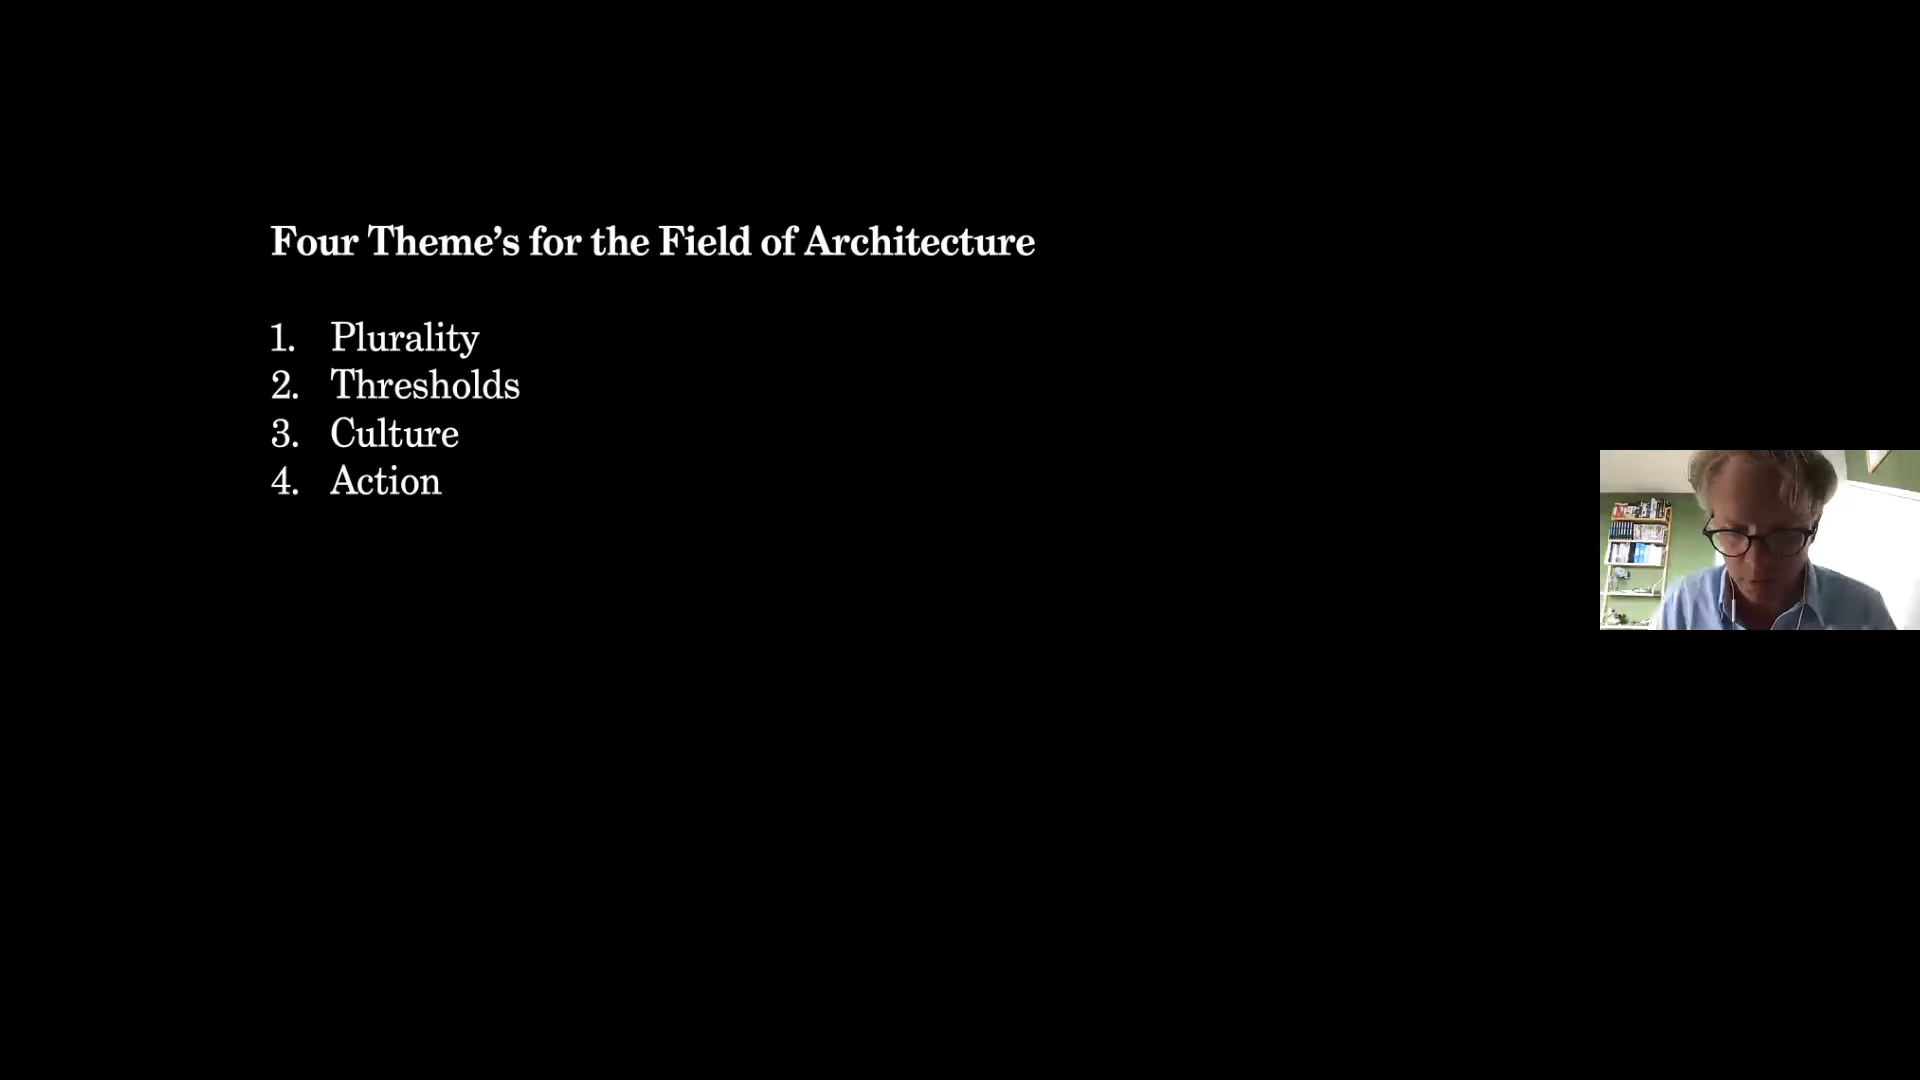 Four Theme’s for the Field of Architecture
1. Plurality
2. Thresholds
3. Culture
4. Action